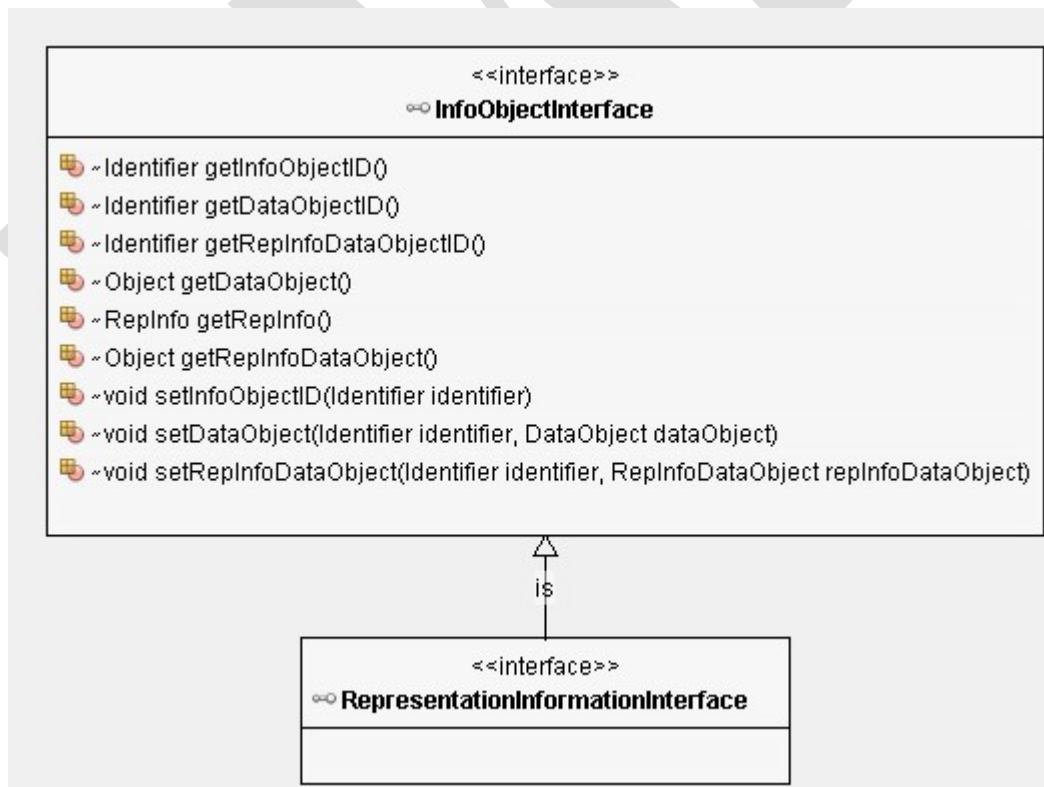 <<interface>>
InfoObjectInterface
~Identifier getInfoObjectID()
~Identifier getDataObjectID()
~Identifier getRepInfoDataObjectID()
~Object getDataObject()
~RepInfo getRepInfo()
~Object getRepInfoDataObject()
~void setInfoObjectID(Identifier identifier)
~void setDataObject(Identifier identifier, DataObject dataObject)
~void setRepInfoDataObject(Identifier identifier, RepInfoDataObject repInfoDataObject)
is
<<interface>>
RepresentationInformationInterface